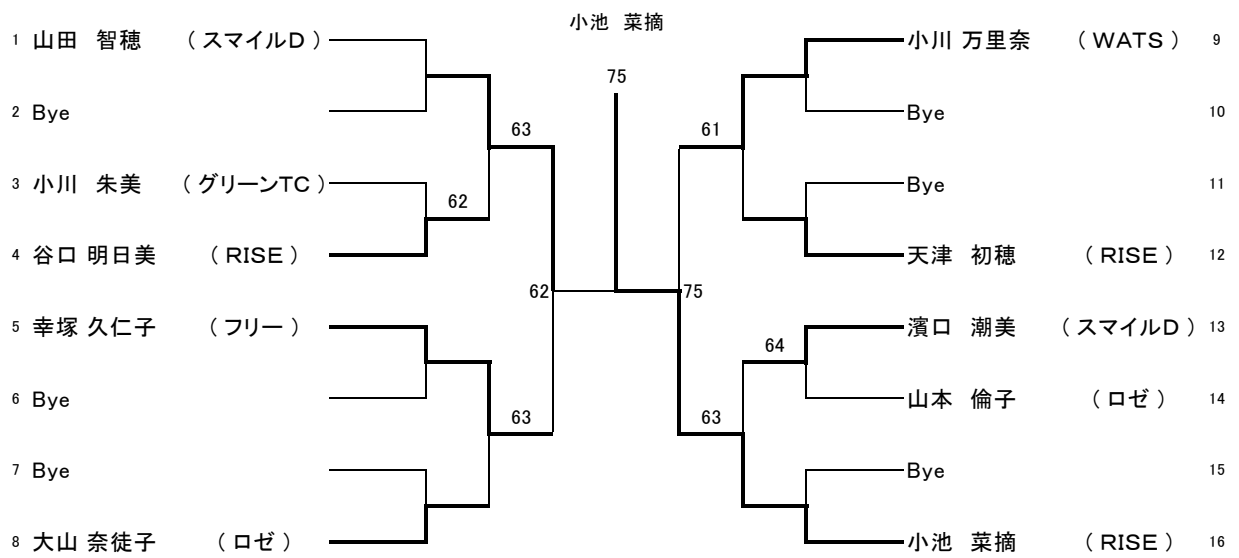 小池 菜摘
75
1 山田 智穂 （スマイルD）
2 Bye
63
3 小川 朱美 （グリーンTC）
62
4 谷口 明日美 （RISE）
62
5 幸塚 久仁子 （フリー）
6 Bye
63
7 Bye
8 大山 奈徒子 （ロゼ）
小川 万里奈 （WATS） 9
61
Bye 10
Bye 11
天津 初穂 （RISE） 12
75
濱口 潮美 （スマイルD） 13
64
山本 倫子 （ロゼ） 14
63
Bye 15
小池 菜摘 （RISE） 16